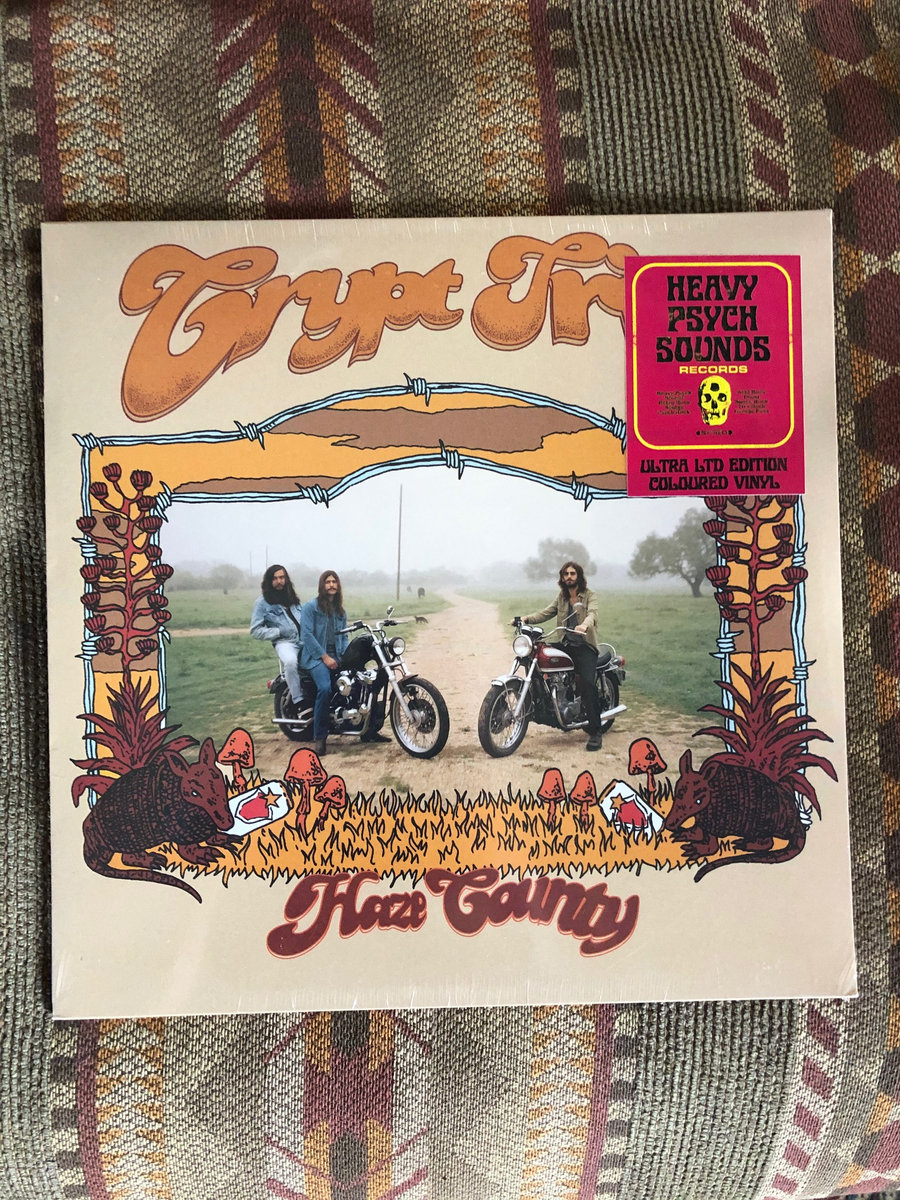 Crypt Tr
HEAVY
PSYCH
SOUNDS
RECORDS
ULTRA LTD EDITION
COLOURED VINYL
Haze County